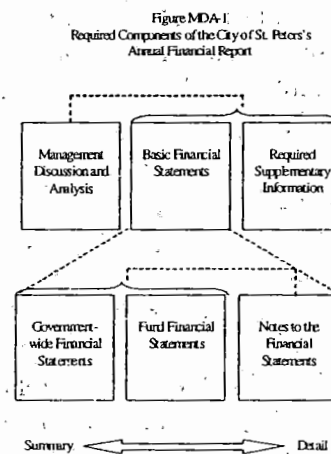 Figure MDA-1
Required Components of the City of St. Peters's
Annual Financial Report
Management
Discussion and
Analysis
Basic Financial
Statements
Required
Supplementary
Information
Government-
wide Financial
Statements
Fund Financial
Statements
Notes to the
Financial
Statements
Summary
Detail